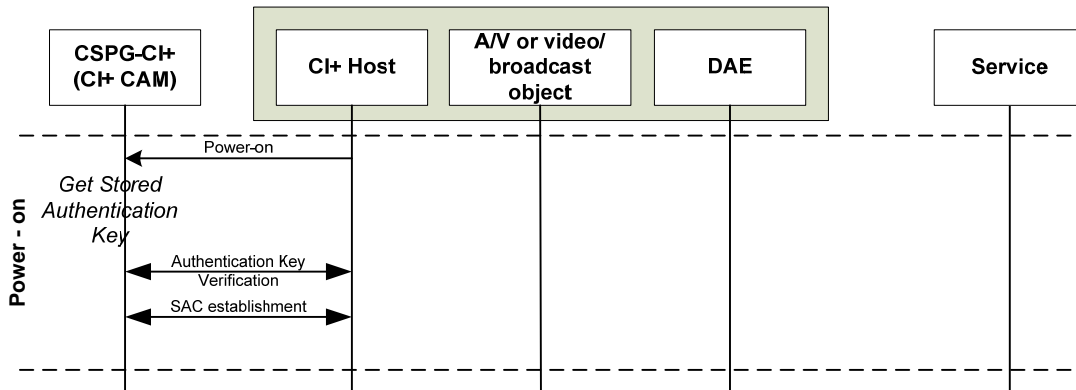 CSPG-CI+
(CI+ CAM)
CI+ Host
A/V or video/
broadcast
object
DAE
Service
Power-on
Get Stored
Authentication
Key
Authentication Key
Verification
SAC establishment
Power - on